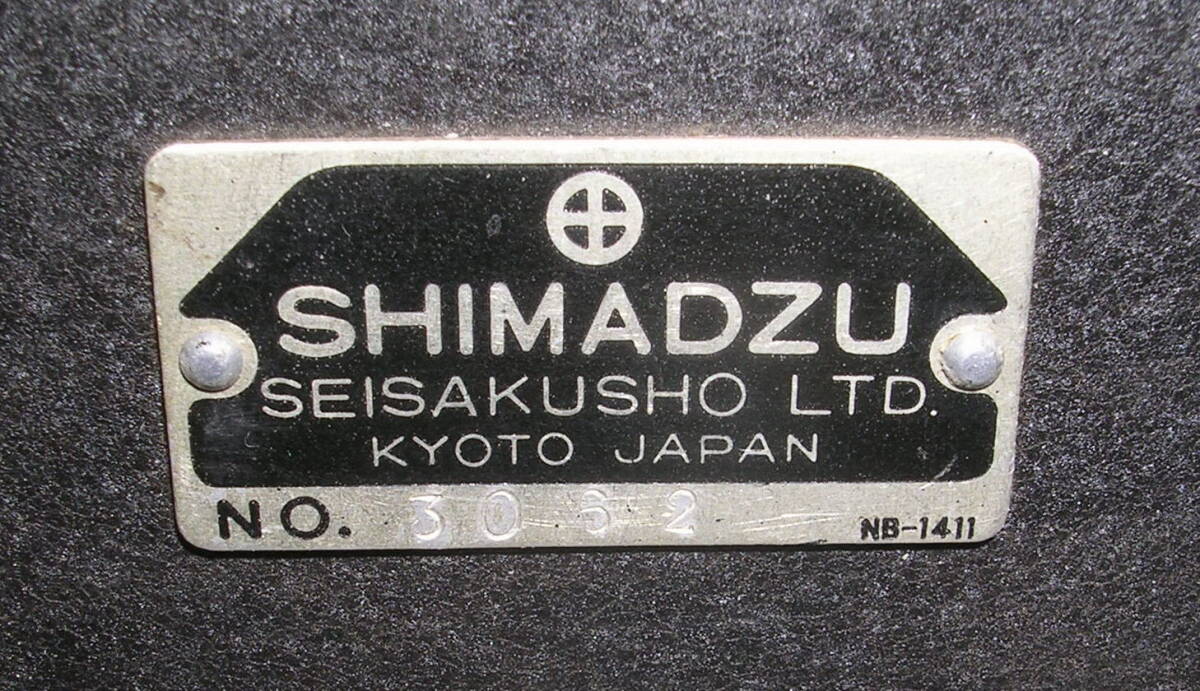 SHIMADZU
SEISAKUSHO LTD.
KYOTO JAPAN
NO. 3062
NB-1411